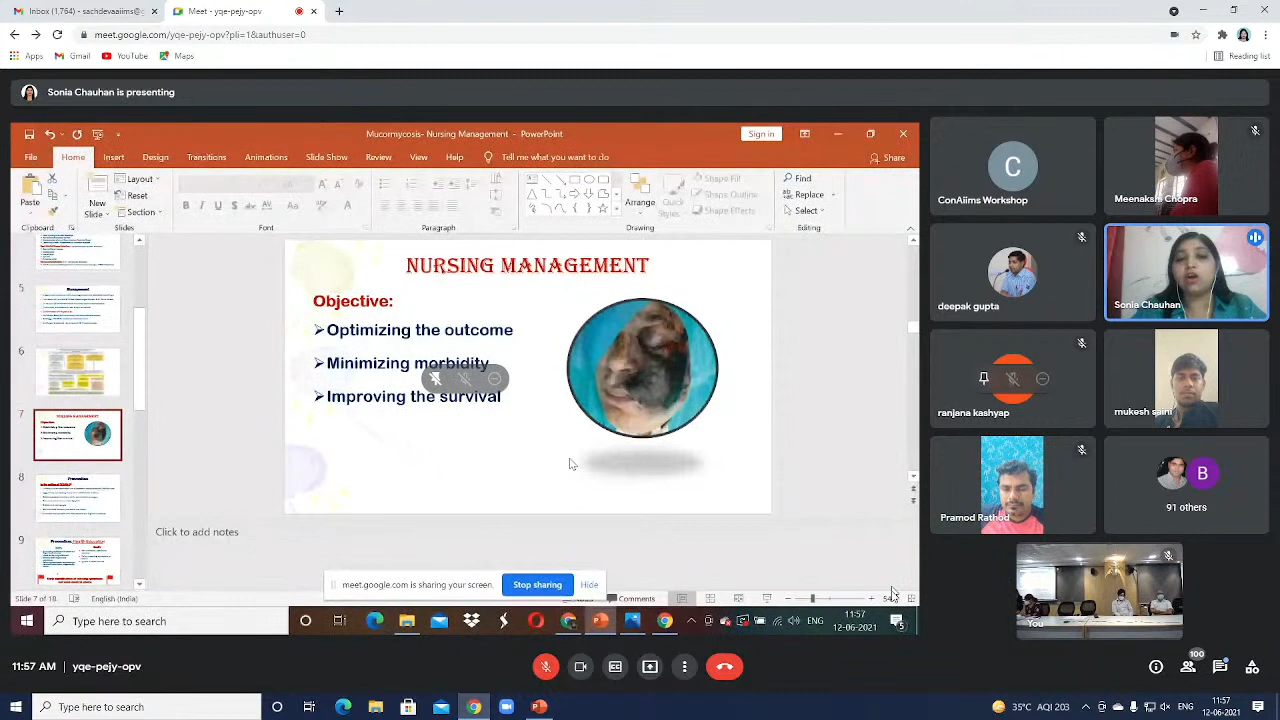 Inbox (1,764) - sachdevaaiims@
Meet - yqe-pejy-opv
meet.google.com/yqe-pejy-opv?pli=1&authuser=0
Apps Gmail YouTube Maps Reading list
Sonia Chauhan is presenting
Mucormycosis- Nursing Management - PowerPoint
Sign in
File Home Insert Design Transitions Animations Slide Show Review View Help Tell me what you want to do Share
Paste
New
Slide
Layout
Reset
Section
Arrange
Quick
Styles
Shape Fill
Shape Outline
Shape Effects
Find
Replace
Select
Clipboard Slides Font Paragraph Drawing Editing
5
6
7
8
9
NURSING MANAGEMENT
Objective:
Optimizing the outcome
Minimizing morbidity
Improving the survival
Click to add notes
meet.google.com is sharing your screen. Stop sharing Hide
Slide 7 of 18 English (India) Comments
Type here to search
ENG
11:57
12-06-2021
C
ConAiims Workshop
Meenakshi Chopra
deepak gupta
Sonia Chauhan
ranjana kashyap
mukesh saini
Pramod Rathod
B
91 others
You
11:57 AM | yqe-pejy-opv
100
Type here to search
35°C AQI 203
ENG
11:57
12-06-2021